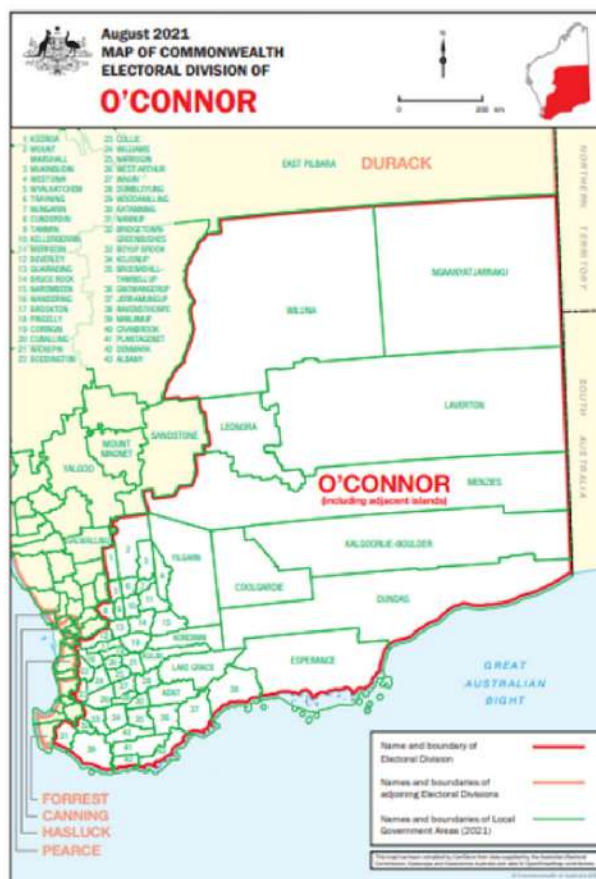 August 2021
MAP OF COMMONWEALTH
ELECTORAL DIVISION OF
O'CONNOR
N
0 200 km
1 KOORDA
2 MOUNT
MARSHALL
3 MUKINBUDIN
4 WESTONIA
5 WYALKATCHEM
6 TRAYNING
7 NUNGARIN
8 CUNDERDIN
9 TAMMIN
10 KELLERBERRIN
11 MERREDIN
12 BEVERLEY
13 QUAIRADING
14 BRUCE ROCK
15 NAREMBEEN
16 WANDERING
17 BROOKTON
18 PINGELLY
19 CORRIGIN
20 CUBALLING
21 WICKEPIN
22 BODDINGTON
23 COLLIE
24 WILLIAMS
25 NARROGIN
26 WEST ARTHUR
27 WAGIN
28 DUMBLEYUNG
29 WOODANILLING
30 KATANNING
31 NANNUP
32 BRIDGETOWN
GREENBUSHES
33 BOYUP BROOK
34 KOJONUP
35 BROOMEHILL-
TAMBELLUP
36 GNOWANGERUP
37 JERRAMUNGUP
38 RAVENSTHORPE
39 MANJIMUP
40 CRANBROOK
41 PLANTAGENET
42 DENMARK
43 ALBANY
EAST PILBARA DURACK
NORTHERN TERRITORY
NGAANYATJARRAKU
WILUNA
SOUTH AUSTRALIA
LAVERTON
LEONORA
SANDSTONE
MOUNT
MAGNET
YALGOO
O'CONNOR
(including adjacent islands)
MENZIES
KALGOORLIE-BOULDER
DALWALLINU
YILGARN
COOLGARDIE
DUNDAS
KONDININ
KULIN
LAKE GRACE
ESPERANCE
KENT
GREAT
AUSTRALIAN
BIGHT
FORREST
CANNING
HASLUCK
PEARCE
Name and boundary of
Electoral Division
Names and boundaries of
adjoining Electoral Divisions
Names and boundaries of Local
Government Areas (2021)